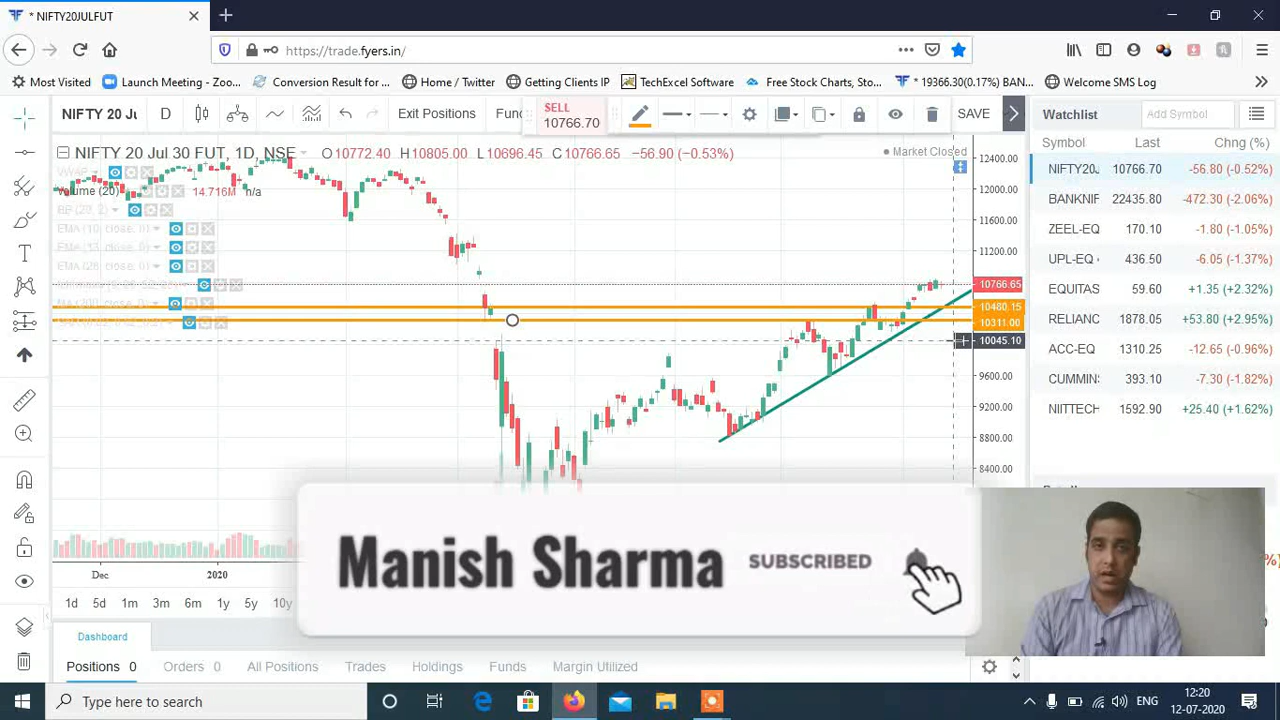 * NIFTY20JULFUT
https://trade.fyers.in/
Most Visited
Launch Meeting - Zoo...
Conversion Result for ...
Home / Twitter
Getting Clients IP
TechExcel Software
Free Stock Charts, Sto...
* 19366.30(0.17%) BAN...
Welcome SMS Log
NIFTY 20 Ju
D
Exit Positions
Func
SELL
10766.70
SAVE
Watchlist
Add Symbol
NIFTY 20 Jul 30 FUT, 1D, NSE
O10772.40 H10805.00 L10696.45 C10766.65 −56.90 (−0.53%)
Market Closed
Volume (20)
14.716M n/a
12400.00
12000.00
11600.00
11200.00
10766.65
10480.15
10311.00
10045.10
9600.00
9200.00
8800.00
8400.00
Symbol Last Chng (%)
NIFTY20J 10766.70 -56.80 (-0.52%)
BANKNIF 22435.80 -472.30 (-2.06%)
ZEEL-EQ 170.10 -1.80 (-1.05%)
UPL-EQ 436.50 -6.05 (-1.37%)
EQUITAS 59.60 +1.35 (+2.32%)
RELIANC 1878.05 +53.80 (+2.95%)
ACC-EQ 1310.25 -12.65 (-0.96%)
CUMMIN 393.10 -7.30 (-1.82%)
NIITTECH 1592.90 +25.40 (+1.62%)
Manish Sharma
SUBSCRIBED
Dec
2020
1d 5d 1m 3m 6m 1y 5y 10y
Dashboard
Positions 0
Orders 0
All Positions
Trades
Holdings
Funds
Margin Utilized
Type here to search
ENG
12:20
12-07-2020